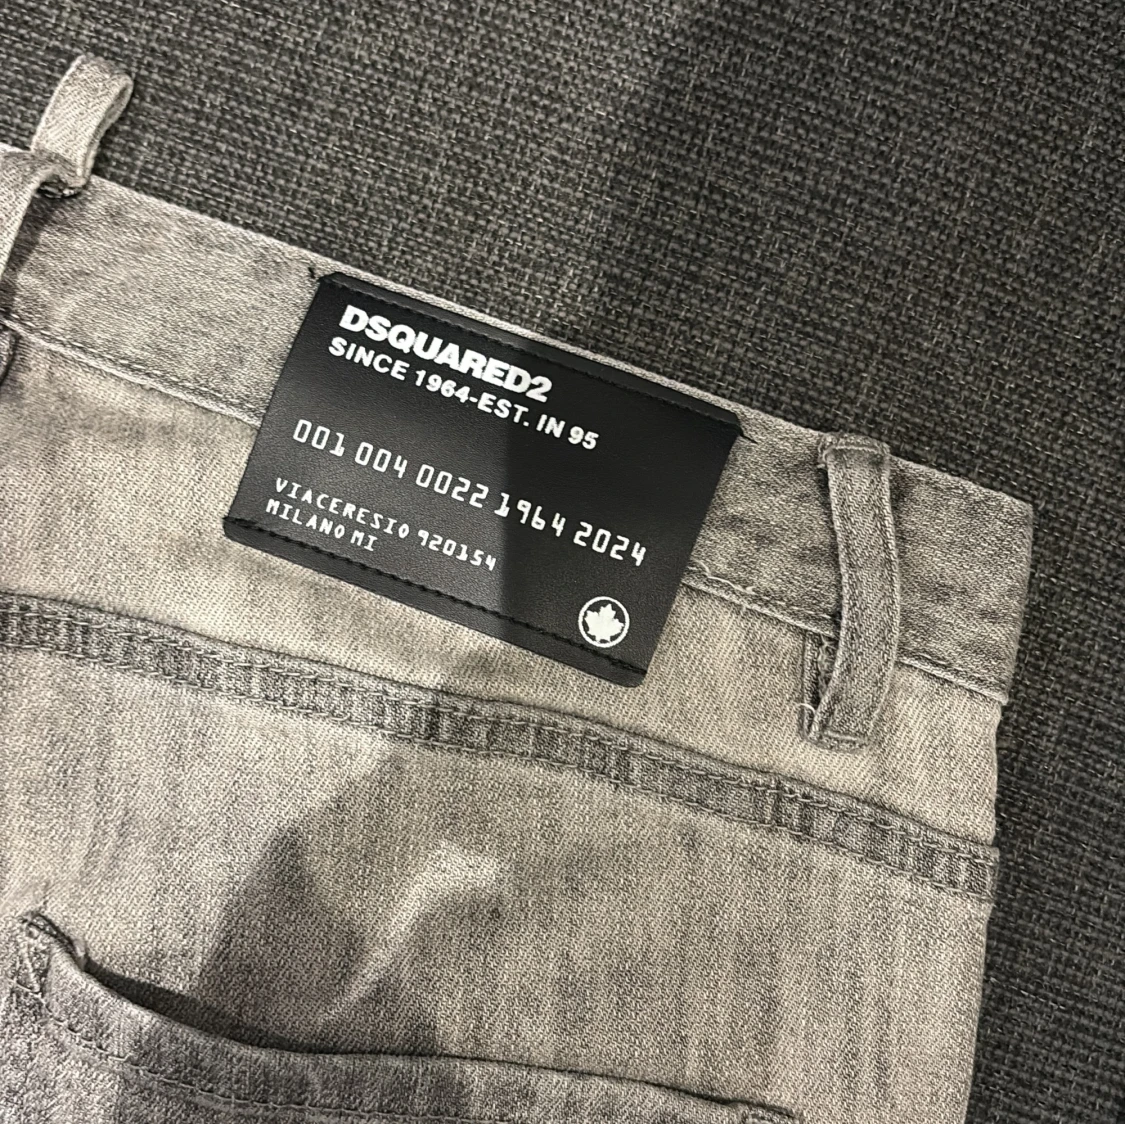 DSQUARED2
SINCE 1964-EST. IN 95
001 004 0022 1964 2024
VIACERESIO 920154
MILANO MI